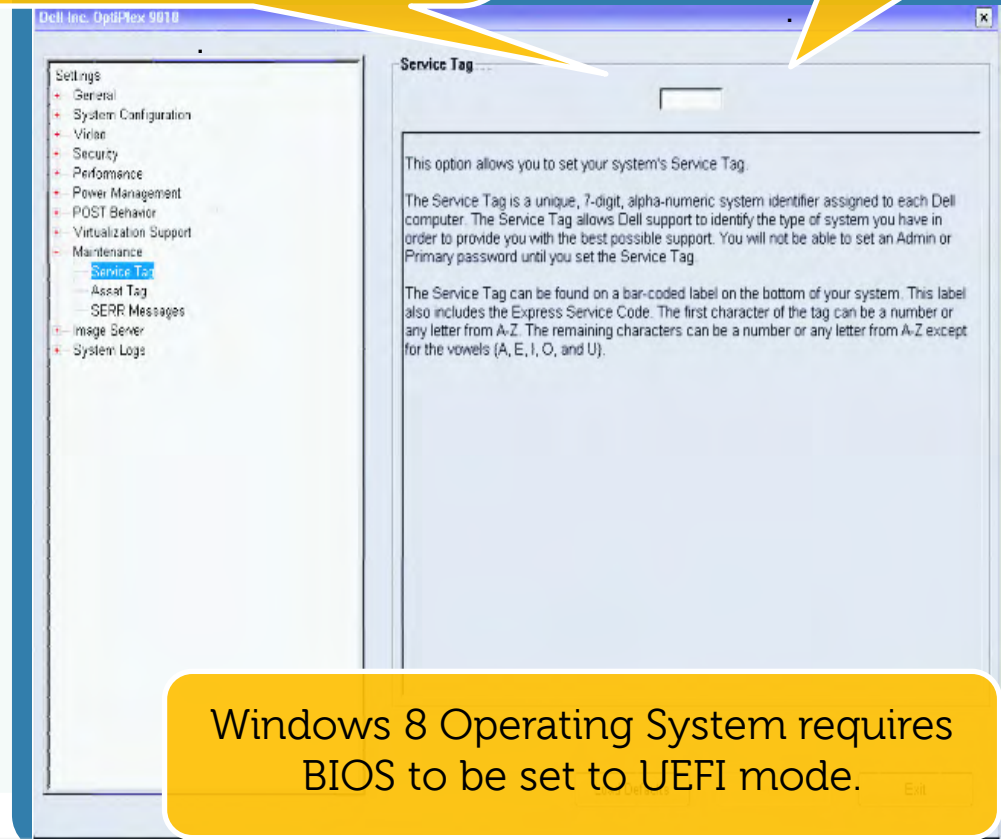 Dell Inc. OptiPlex 9010
Settings
General
System Configuration
Video
Security
Performance
Power Management
POST Behavior
Virtualization Support
Maintenance
Service Tag
Asset Tag
SERR Messages
Image Server
System Logs
Service Tag
This option allows you to set your system's Service Tag.
The Service Tag is a unique, 7-digit, alpha-numeric system identifier assigned to each Dell
computer. The Service Tag allows Dell support to identify the type of system you have in
order to provide you with the best possible support. You will not be able to set an Admin or
Primary password until you set the Service Tag.
The Service Tag can be found on a bar-coded label on the bottom of your system. This label
also includes the Express Service Code. The first character of the tag can be a number or
any letter from A-Z. The remaining characters can be a number or any letter from A-Z except
for the vowels (A, E, I, O, and U).
Windows 8 Operating System requires
BIOS to be set to UEFI mode.
Exit